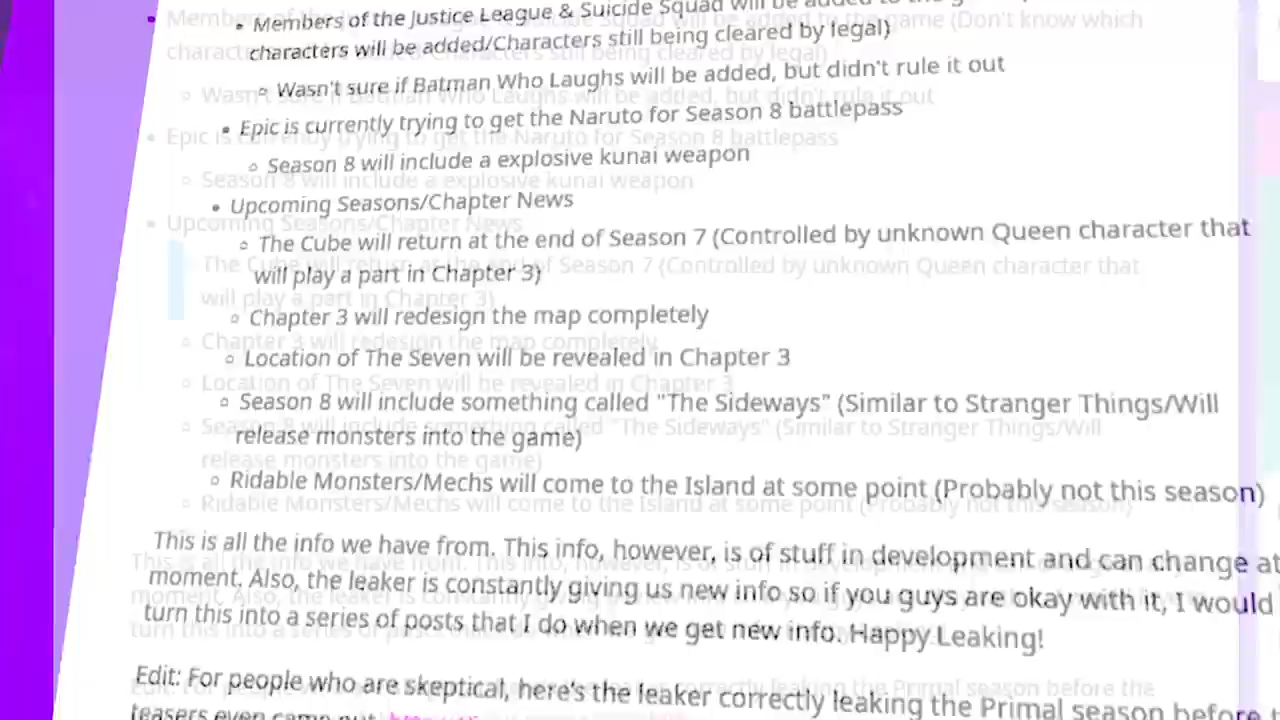 Members of the Justice League & Suicide Squad will be added to the g
characters will be added/Characters still being cleared by legal)
Wasn't sure if Batman Who Laughs will be added, but didn't rule it out
Epic is currently trying to get the Naruto for Season 8 battlepass
Season 8 will include a explosive kunai weapon
Upcoming Seasons/Chapter News
The Cube will return at the end of Season 7 (Controlled by unknown Queen character that
will play a part in Chapter 3)
Chapter 3 will redesign the map completely
Location of The Seven will be revealed in Chapter 3
Season 8 will include something called "The Sideways" (Similar to Stranger Things/Will
release monsters into the game)
Ridable Monsters/Mechs will come to the Island at some point (Probably not this season)
This is all the info we have from. This info, however, is of stuff in development and can change at
moment. Also, the leaker is constantly giving us new info so if you guys are okay with it, I would
turn this into a series of posts that I do when we get new info. Happy Leaking!
Edit: For people who are skeptical, here's the leaker correctly leaking the Primal season before t
teasers even came out